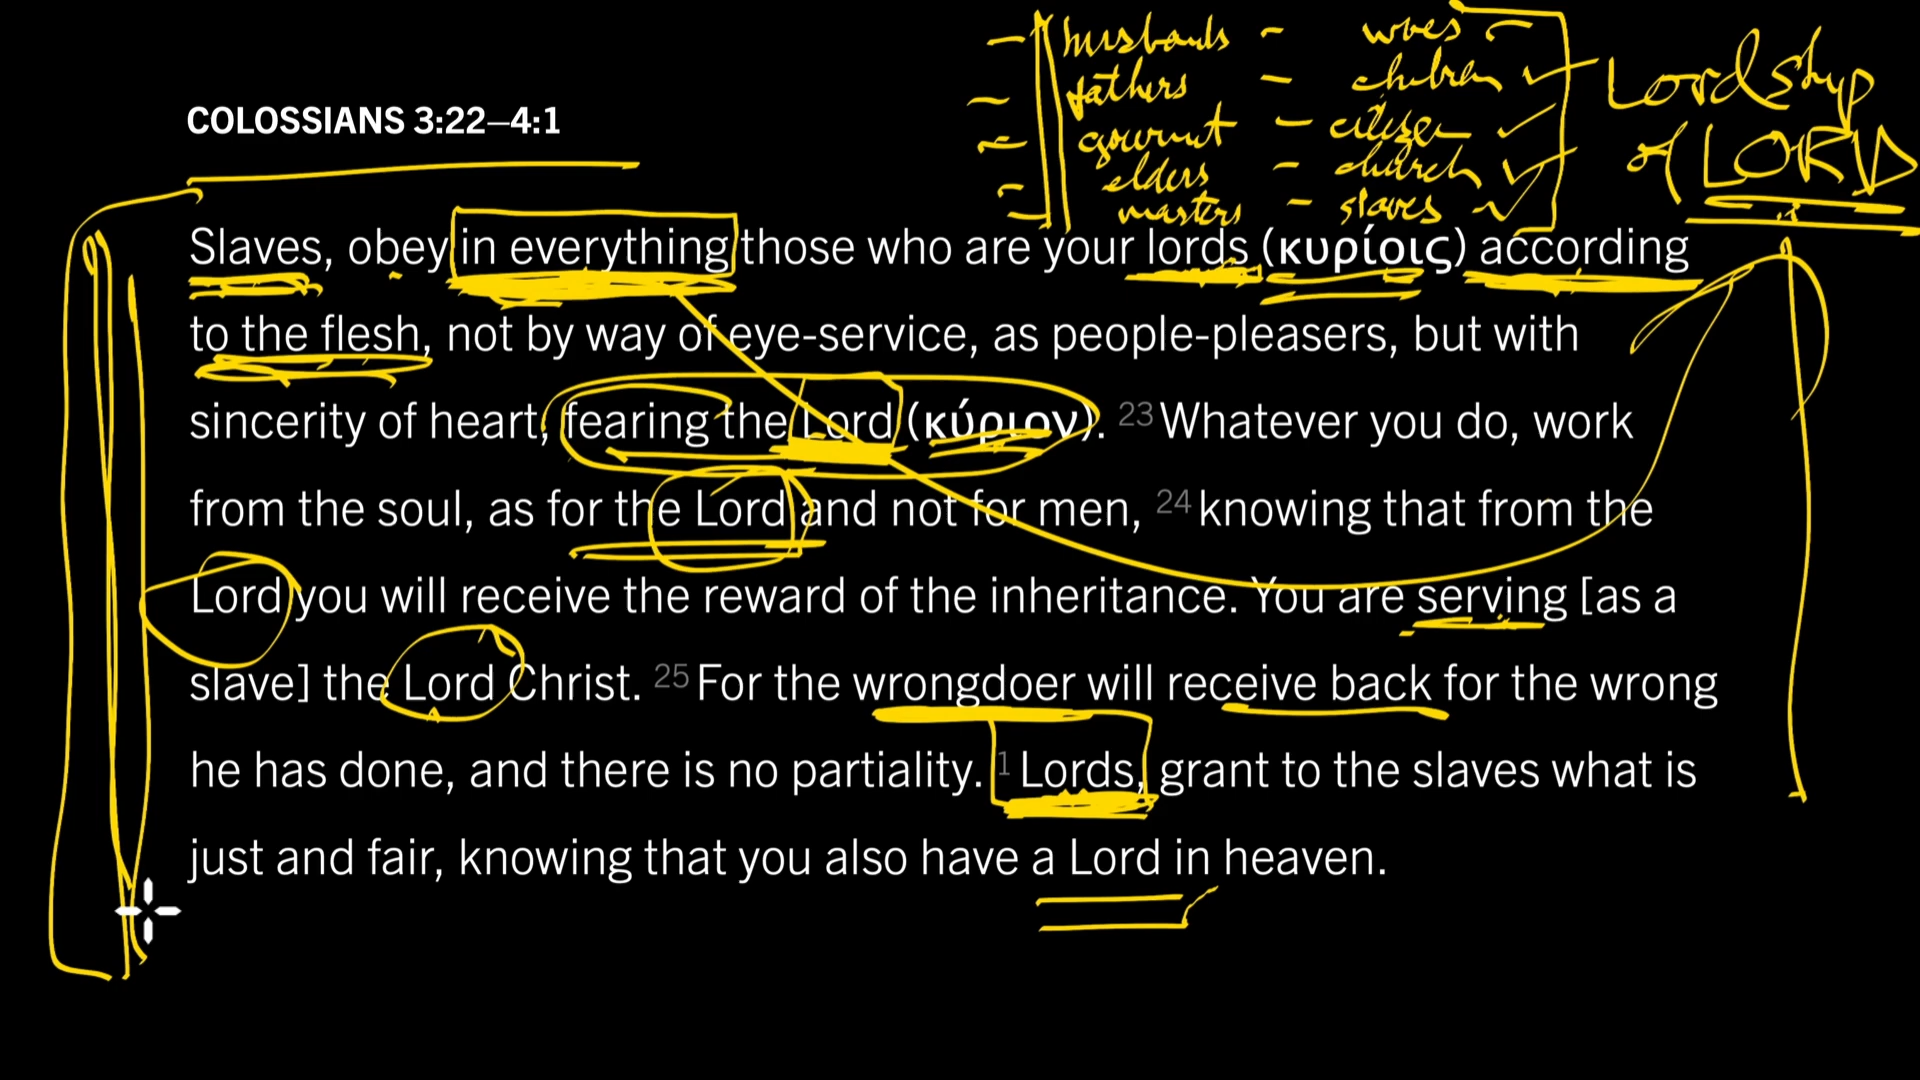 husbands - wives
fathers - children
governmt - citizen
elders - church
masters - slaves
Lordship
of LORD
COLOSSIANS 3:22–4:1
Slaves, obey in everything those who are your lords (κυρίοις) according
to the flesh, not by way of eye-service, as people-pleasers, but with
sincerity of heart, fearing the Lord (κύριον). 23 Whatever you do, work
from the soul, as for the Lord and not for men, 24 knowing that from the
Lord you will receive the reward of the inheritance. You are serving [as a
slave] the Lord Christ. 25 For the wrongdoer will receive back for the wrong
he has done, and there is no partiality. 1 Lords, grant to the slaves what is
just and fair, knowing that you also have a Lord in heaven.